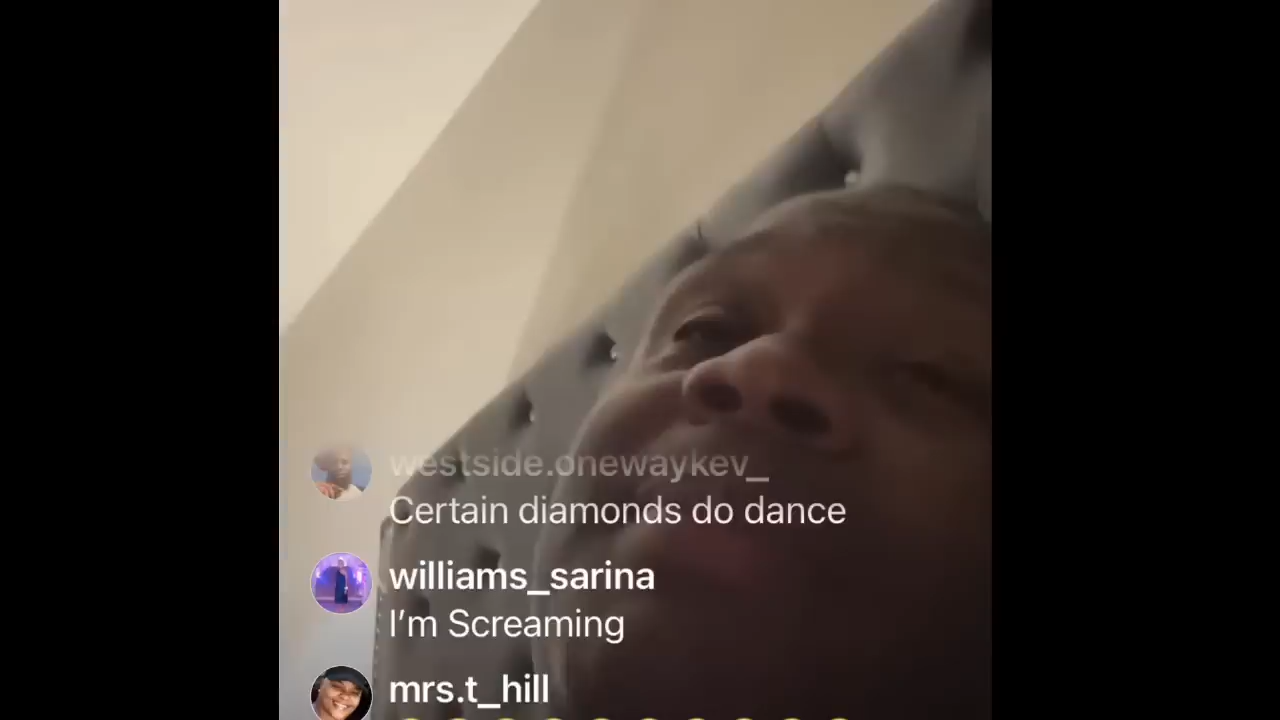 westside.onewaykev_
Certain diamonds do dance
williams_sarina
I'm Screaming
mrs.t_hill